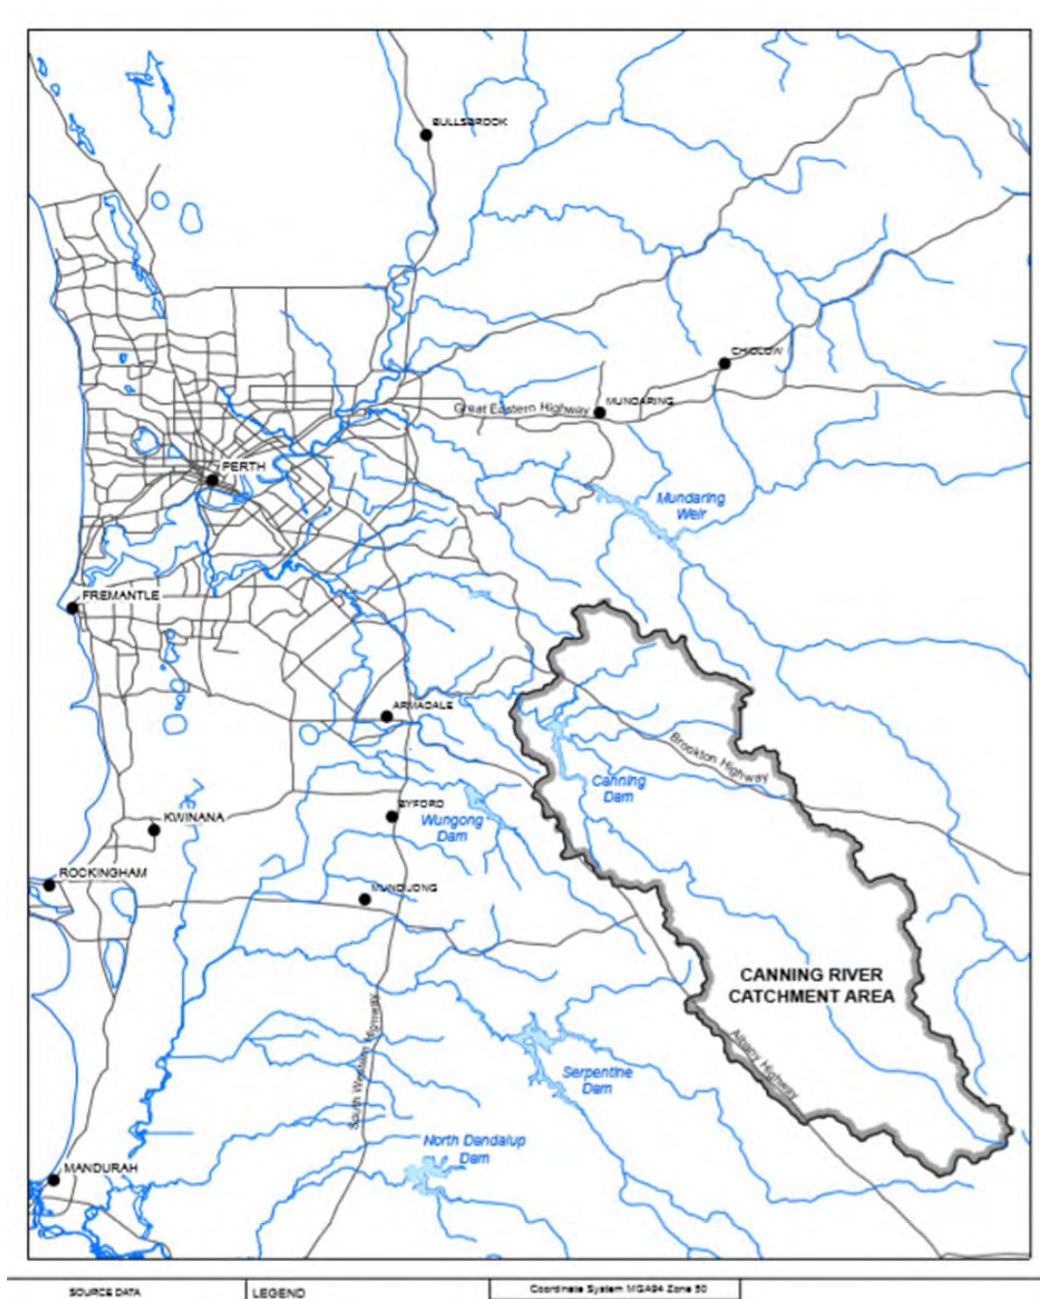 BULLSBROOK
CHIDLOW
MUNDARING
Great Eastern Highway
PERTH
Mundaring
Weir
FREMANTLE
ARMADALE
Brookton Highway
Canning
Dam
BYFORD
Wungong
Dam
KWINANA
ROCKINGHAM
MUNDIJONG
CANNING RIVER
CATCHMENT AREA
South Western Highway
Albany Highway
Serpentine
Dam
North Dandalup
Dam
MANDURAH
SOURCE DATA
LEGEND
Coordinate System MGA94 Zone 50